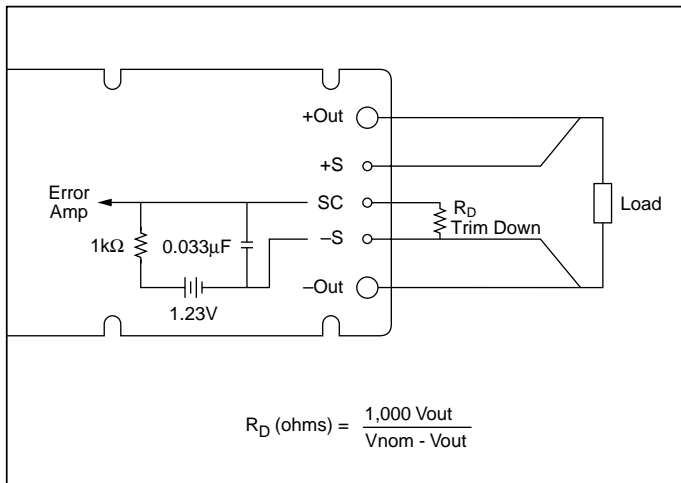 +Out
+S
Error
Amp
SC
R_D
Trim Down
Load
1kΩ
0.033µF
–S
–Out
1.23V
R_D (ohms) = 1,000 Vout / Vnom - Vout